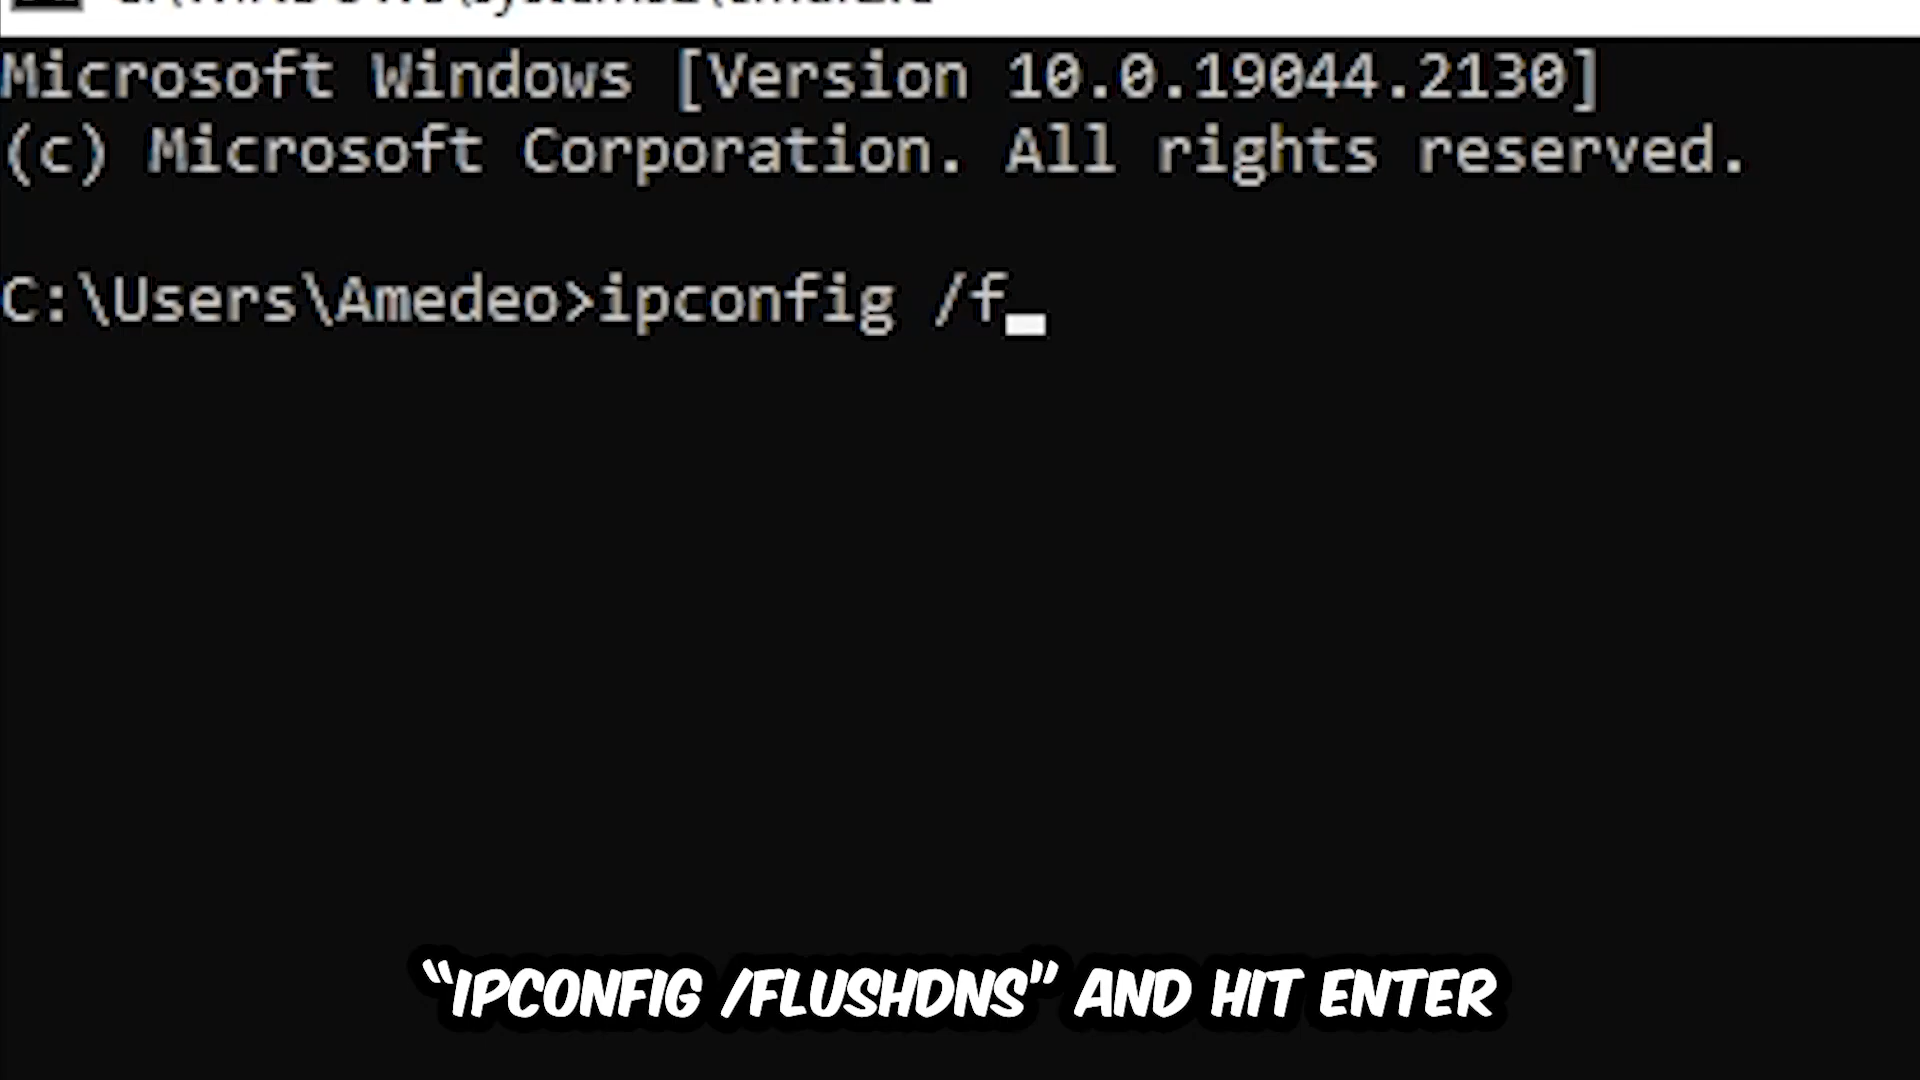 Microsoft Windows [Version 10.0.19044.2130]
(c) Microsoft Corporation. All rights reserved.
C:\Users\Amedeo>ipconfig /f
“IPCONFIG /FLUSHDNS” AND HIT ENTER